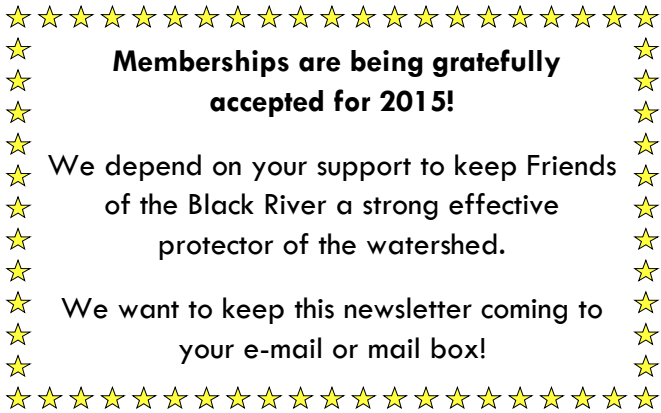 Memberships are being gratefully
accepted for 2015!
We depend on your support to keep Friends
of the Black River a strong effective
protector of the watershed.
We want to keep this newsletter coming to
your e-mail or mail box!